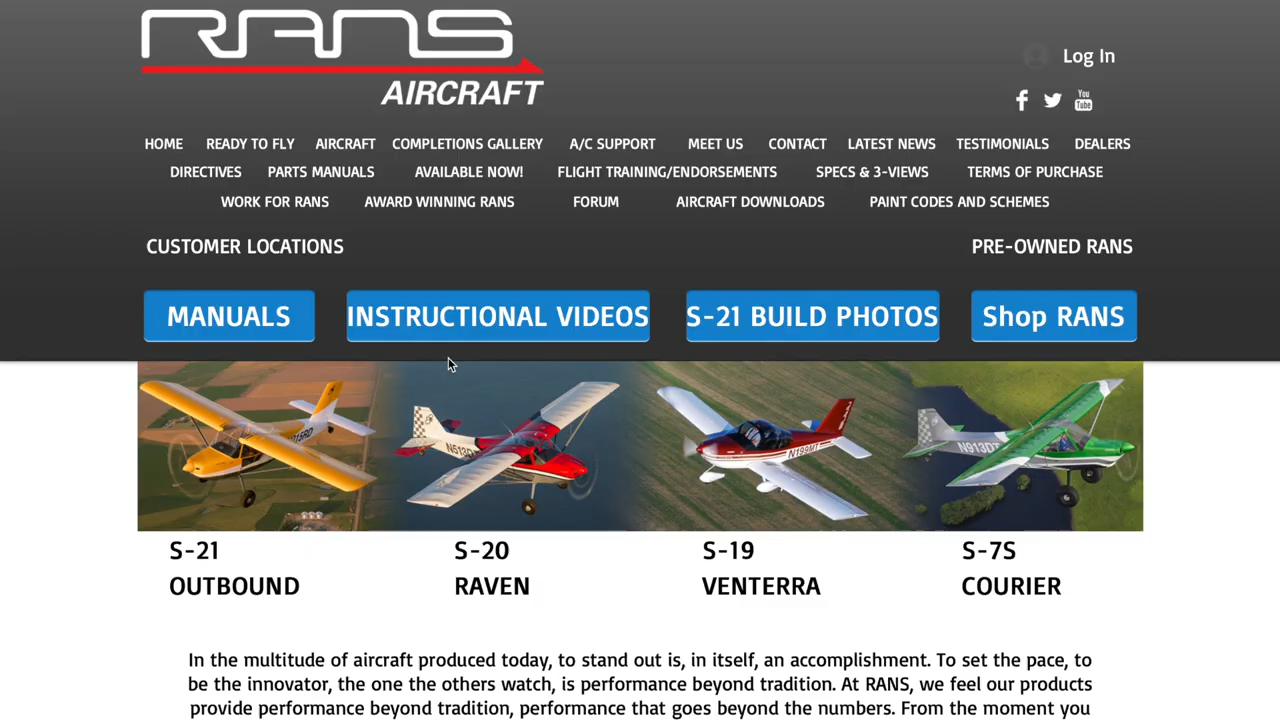 RANS
AIRCRAFT
Log In
You Tube
HOME READY TO FLY AIRCRAFT COMPLETIONS GALLERY A/C SUPPORT MEET US CONTACT LATEST NEWS TESTIMONIALS DEALERS
DIRECTIVES PARTS MANUALS AVAILABLE NOW! FLIGHT TRAINING/ENDORSEMENTS SPECS & 3-VIEWS TERMS OF PURCHASE
WORK FOR RANS AWARD WINNING RANS FORUM AIRCRAFT DOWNLOADS PAINT CODES AND SCHEMES
CUSTOMER LOCATIONS PRE-OWNED RANS
MANUALS INSTRUCTIONAL VIDEOS S-21 BUILD PHOTOS Shop RANS
S-21 S-20 S-19 S-7S
OUTBOUND RAVEN VENTERRA COURIER
In the multitude of aircraft produced today, to stand out is, in itself, an accomplishment. To set the pace, to
be the innovator, the one the others watch, is performance beyond tradition. At RANS, we feel our products
provide performance beyond tradition, performance that goes beyond the numbers. From the moment you